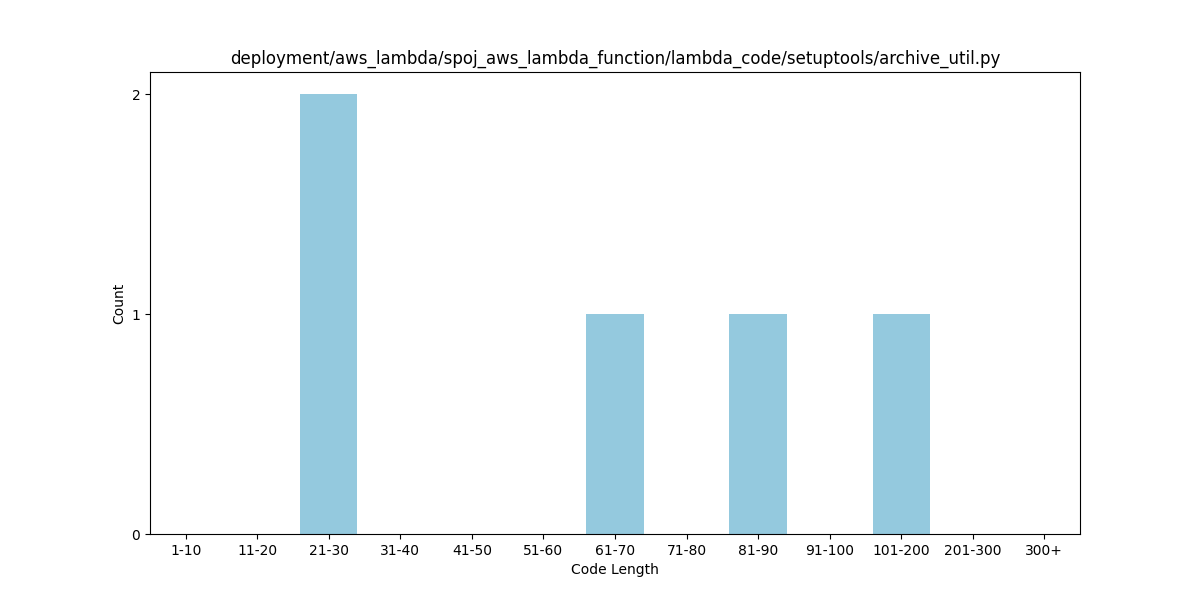 deployment/aws_lambda/spoj_aws_lambda_function/lambda_code/setuptools/archive_util.py
2
1
0
Count
1-10 11-20 21-30 31-40 41-50 51-60 61-70 71-80 81-90 91-100 101-200 201-300 300+
Code Length